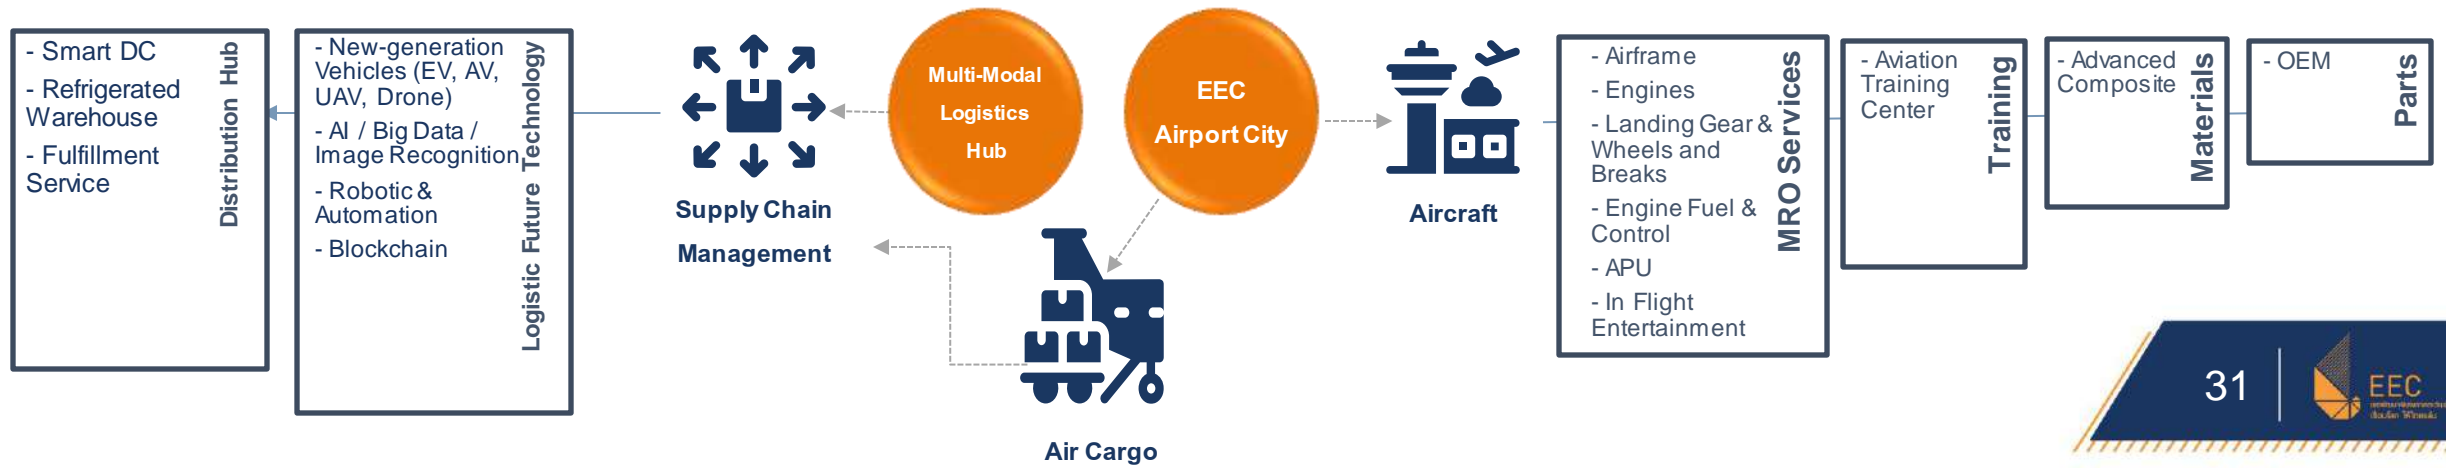 - Smart DC
- Refrigerated
Warehouse
- Fulfillment
Service
Distribution Hub
- New-generation
Vehicles (EV, AV,
UAV, Drone)
- AI / Big Data /
Image Recognition
- Robotic &
Automation
- Blockchain
Logistic Future Technology
Supply Chain
Management
Multi-Modal
Logistics
Hub
EEC
Airport City
Air Cargo
Aircraft
- Airframe
- Engines
- Landing Gear &
Wheels and
Breaks
- Engine Fuel &
Control
- APU
- In Flight
Entertainment
MRO Services
- Aviation
Training
Center
Training
- Advanced
Composite
Materials
- OEM
Parts
31
EEC